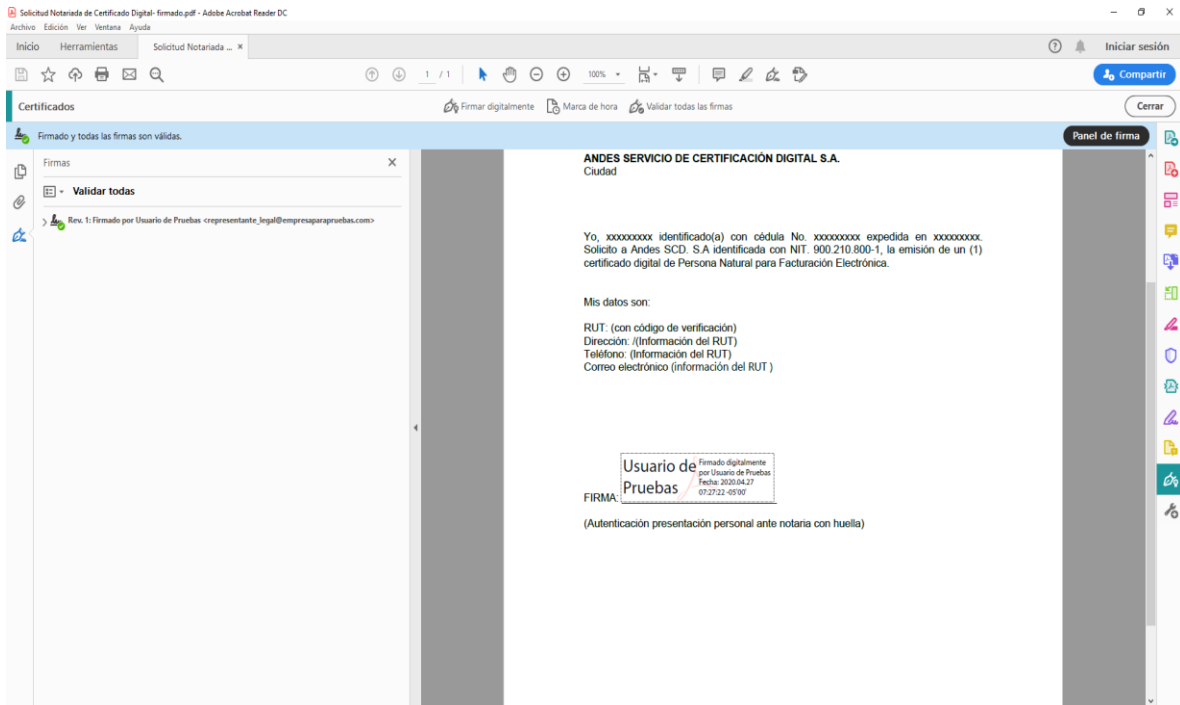 Solicitud Notariada de Certificado Digital- firmado.pdf - Adobe Acrobat Reader DC
Archivo Edición Ver Ventana Ayuda
Inicio Herramientas Solicitud Notariada ... × Iniciar sesión
1 / 1 100% Compartir
Certificados Firmar digitalmente Marca de hora Validar todas las firmas Cerrar
Firmado y todas las firmas son válidas. Panel de firma
Firmas
Validar todas
Rev. 1: Firmado por Usuario de Pruebas <representante_legal@empresaparapruebas.com>
ANDES SERVICIO DE CERTIFICACIÓN DIGITAL S.A.
Ciudad
Yo, xxxxxxxxx identificado(a) con cédula No. xxxxxxxxx expedida en xxxxxxxxx.
Solicito a Andes SCD. S.A identificada con NIT. 900.210.800-1, la emisión de un (1)
certificado digital de Persona Natural para Facturación Electrónica.
Mis datos son:
RUT: (con código de verificación)
Dirección: /(Información del RUT)
Teléfono: (Información del RUT)
Correo electrónico (información del RUT )
Usuario de
Pruebas
Firmado digitalmente
por Usuario de Pruebas
Fecha: 2020.04.27
07:27:22 -05'00'
FIRMA:
(Autenticación presentación personal ante notaria con huella)